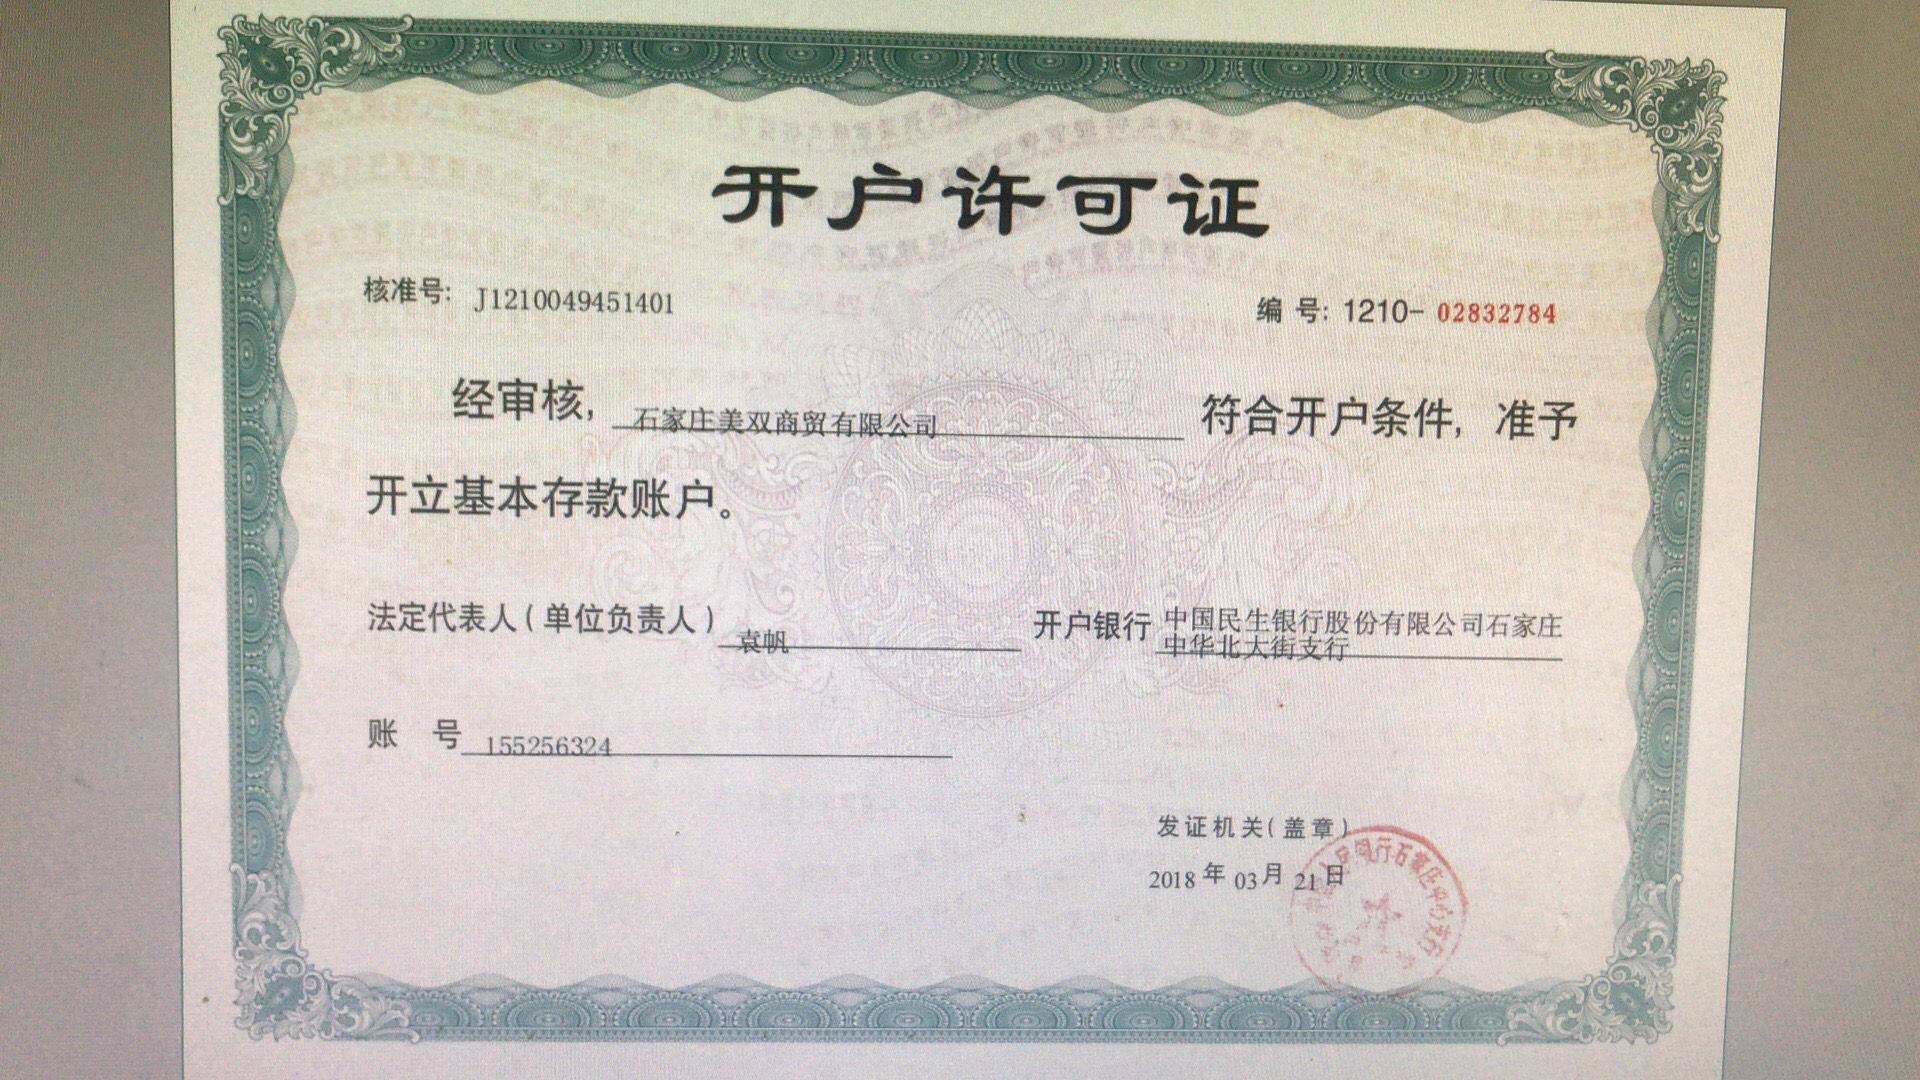 开户许可证
核准号: J1210049451401
编 号: 1210- 02832784
经审核, 石家庄美双商贸有限公司 符合开户条件, 准予
开立基本存款账户。
法定代表人(单位负责人) 袁帆 开户银行 中国民生银行股份有限公司石家庄
中华北大街支行
账 号 155256324
发证机关(盖章)
2018 年 03 月 21 日
人民银行石家庄中心支行